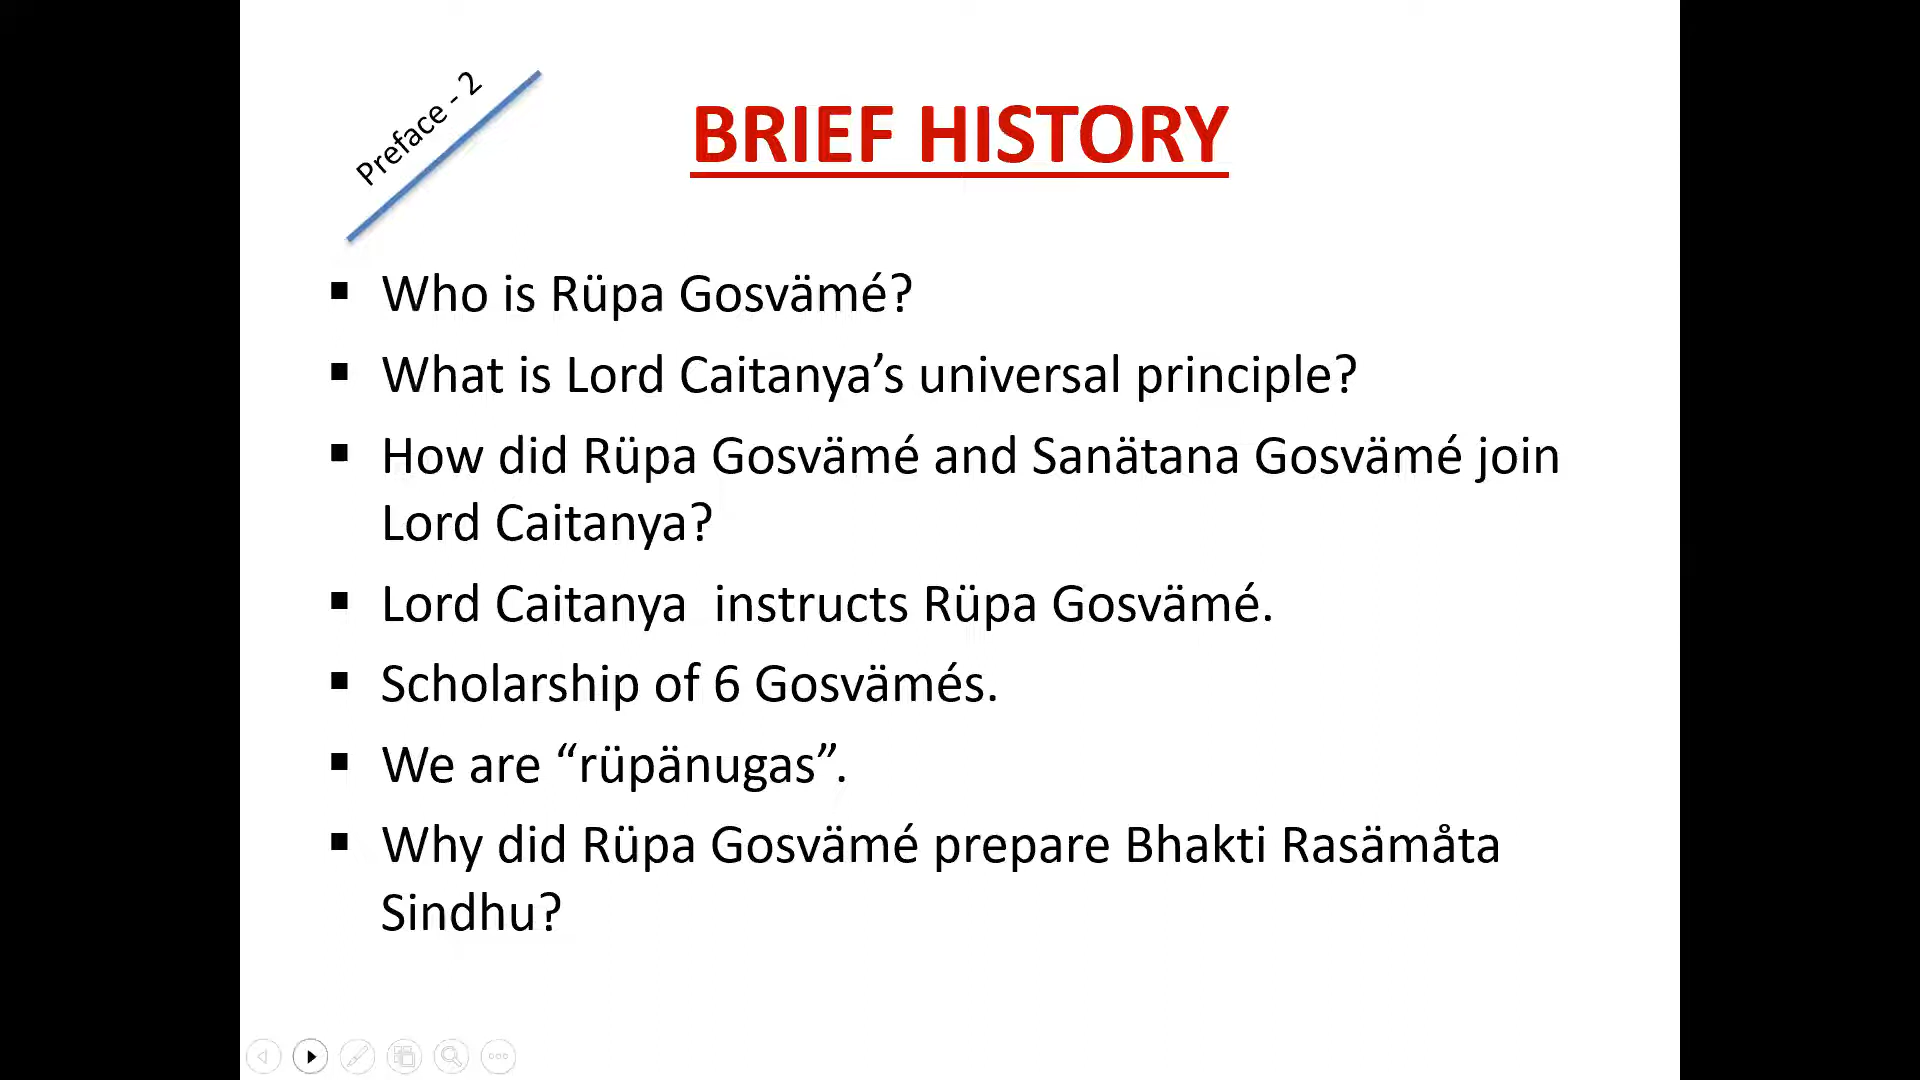 Preface - 2
BRIEF HISTORY
▪ Who is Rüpa Gosvämé?
▪ What is Lord Caitanya’s universal principle?
▪ How did Rüpa Gosvämé and Sanätana Gosvämé join
Lord Caitanya?
▪ Lord Caitanya  instructs Rüpa Gosvämé.
▪ Scholarship of 6 Gosvämés.
▪ We are “rüpänugas”.
▪ Why did Rüpa Gosvämé prepare Bhakti Rasämåta
Sindhu?